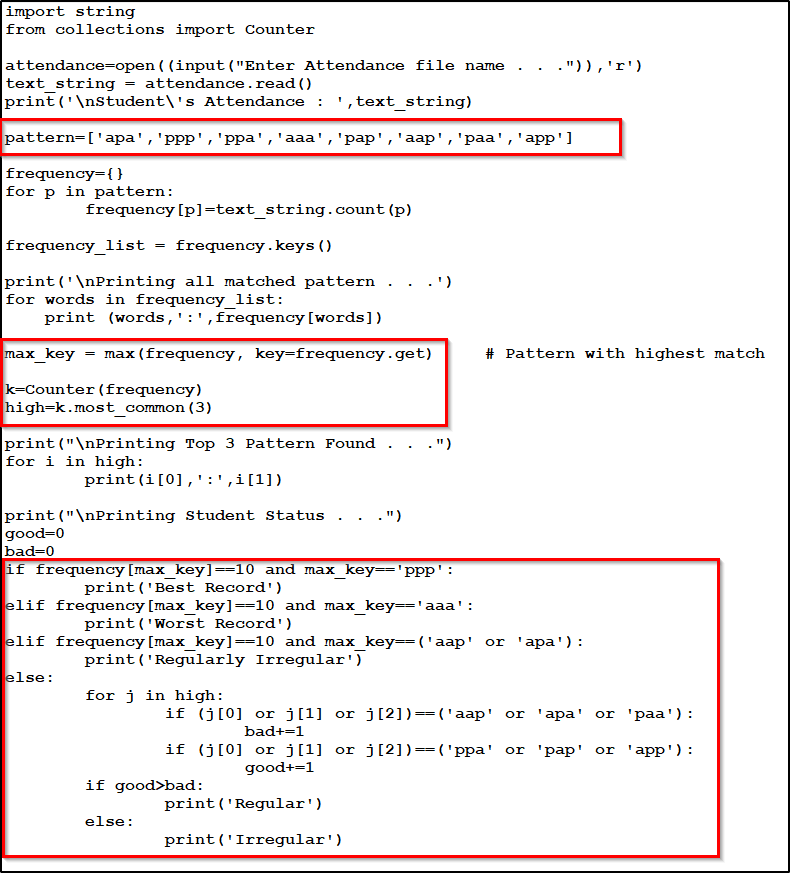 import string
from collections import Counter
attendance=open((input("Enter Attendance file name . . .")),'r')
text_string = attendance.read()
print('\nStudent\'s Attendance : ',text_string)
pattern=['apa','ppp','ppa','aaa','pap','aap','paa','app']
frequency={}
for p in pattern:
        frequency[p]=text_string.count(p)
frequency_list = frequency.keys()
print('\nPrinting all matched pattern . . .')
for words in frequency_list:
    print (words,':',frequency[words])
max_key = max(frequency, key=frequency.get)     # Pattern with highest match
k=Counter(frequency)
high=k.most_common(3)
print("\nPrinting Top 3 Pattern Found . . .")
for i in high:
        print(i[0],':',i[1])
print("\nPrinting Student Status . . .")
good=0
bad=0
if frequency[max_key]==10 and max_key=='ppp':
        print('Best Record')
elif frequency[max_key]==10 and max_key=='aaa':
        print('Worst Record')
elif frequency[max_key]==10 and max_key==('aap' or 'apa'):
        print('Regularly Irregular')
else:
        for j in high:
                if (j[0] or j[1] or j[2])==('aap' or 'apa' or 'paa'):
                        bad+=1
                if (j[0] or j[1] or j[2])==('ppa' or 'pap' or 'app'):
                        good+=1
        if good>bad:
                print('Regular')
        else:
                print('Irregular')